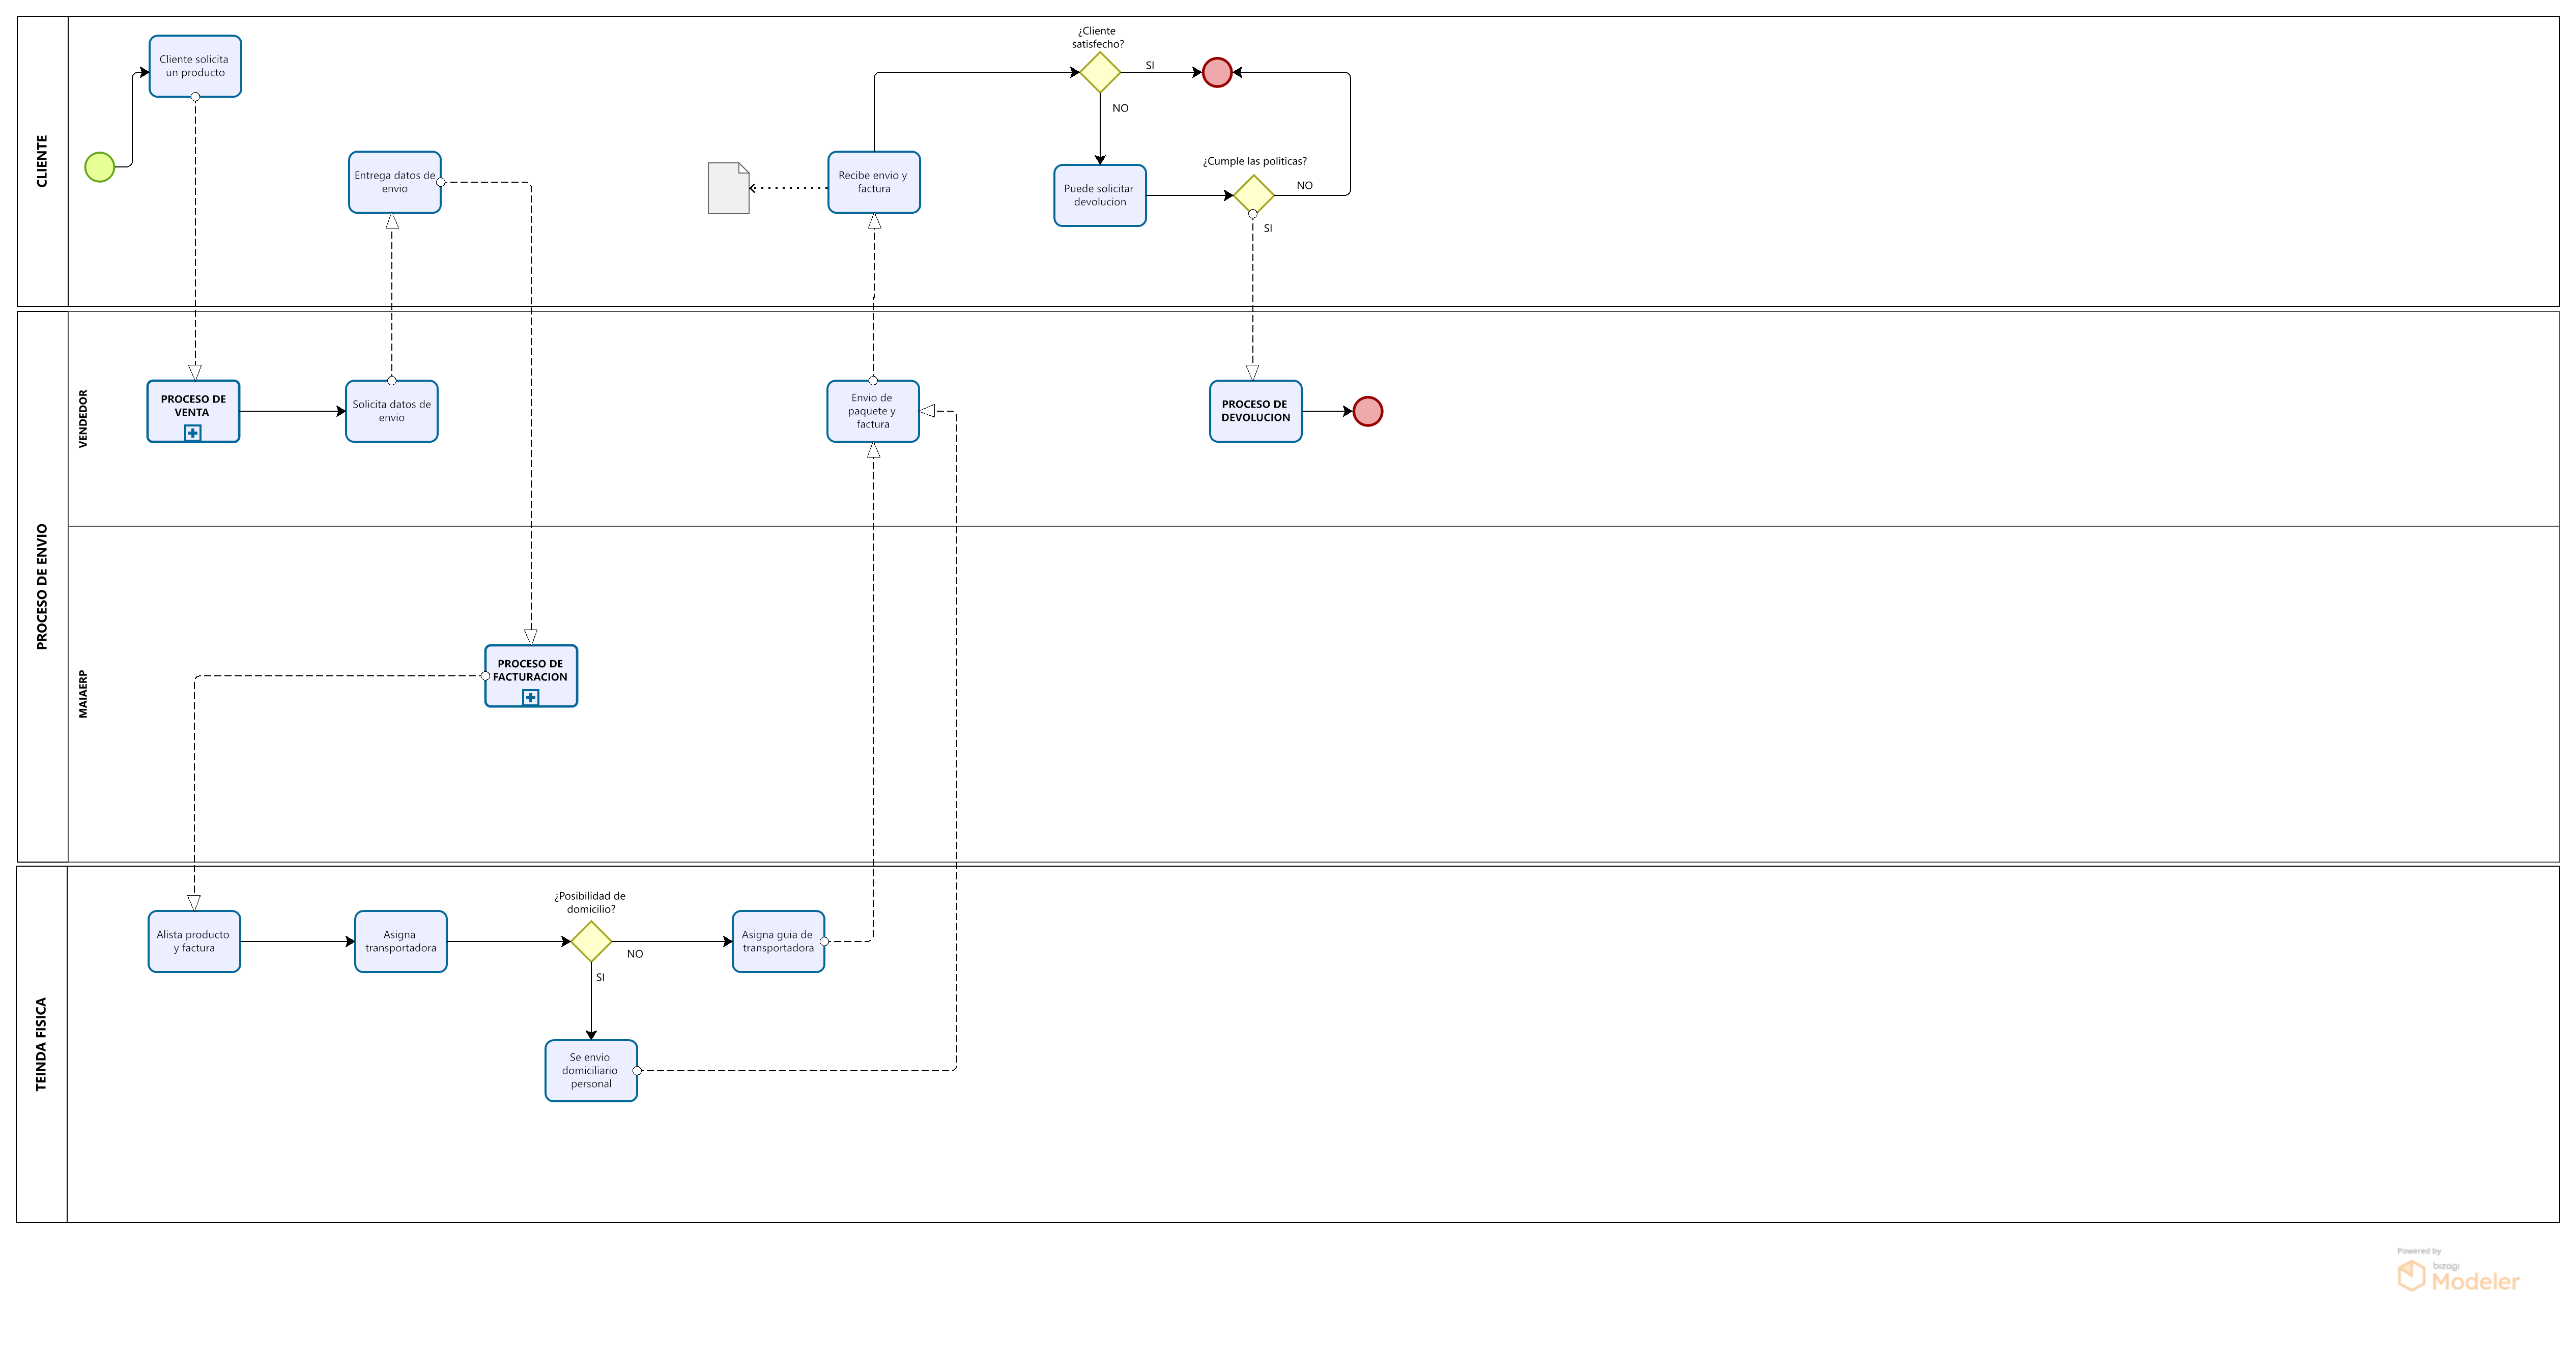 CLIENTE
Cliente solicita
un producto
Entrega datos de
envio
Recibe envio y
factura
¿Cliente
satisfecho?
SI
NO
Puede solicitar
devolucion
¿Cumple las politicas?
NO
SI
PROCESO DE ENVIO
VENDEDOR
PROCESO DE
VENTA
Solicita datos de
envio
Envio de
paquete y
factura
PROCESO DE
DEVOLUCION
MAIAERP
PROCESO DE
FACTURACION
TEINDA FISICA
Alista producto
y factura
Asigna
transportadora
¿Posibilidad de
domicilio?
NO
SI
Asigna guia de
transportadora
Se envio
domiciliario
personal
Powered by
bizagi
Modeler